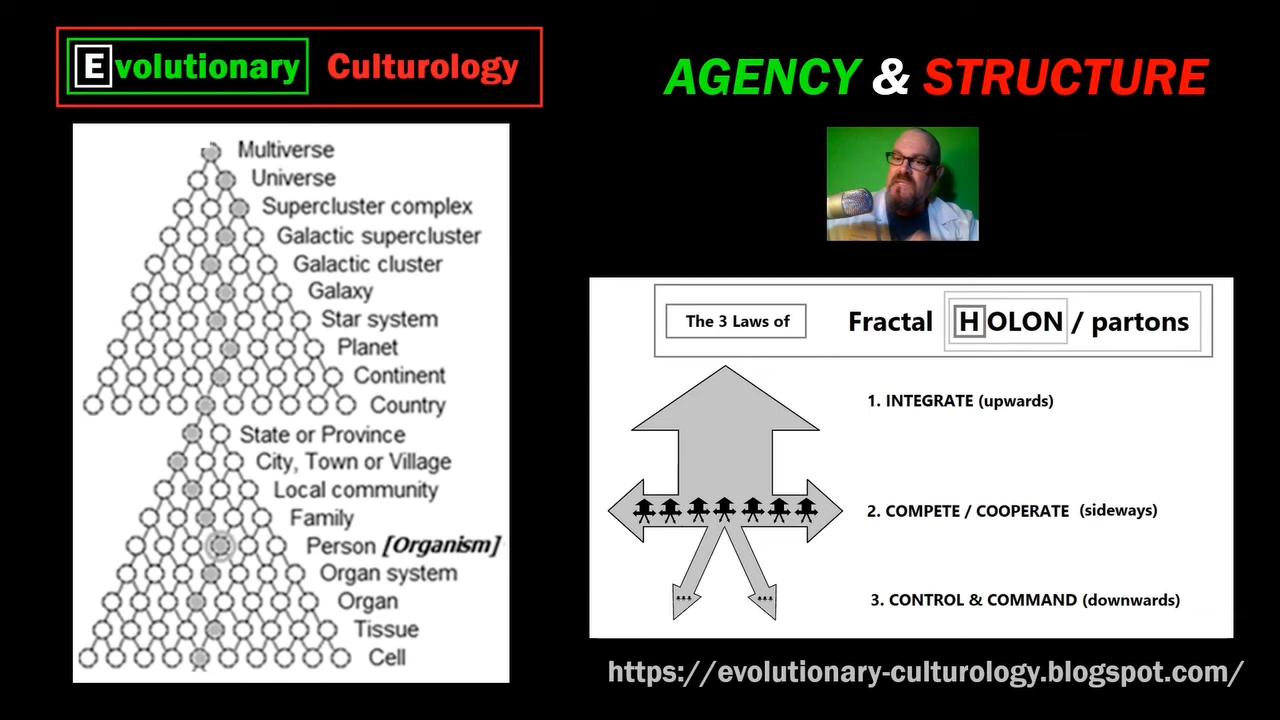 Evolutionary Culturology
AGENCY & STRUCTURE
Multiverse
Universe
Supercluster complex
Galactic supercluster
Galactic cluster
Galaxy
Star system
Planet
Continent
Country
State or Province
City, Town or Village
Local community
Family
Person [Organism]
Organ system
Organ
Tissue
Cell
The 3 Laws of Fractal HOLON / partons
1. INTEGRATE (upwards)
2. COMPETE / COOPERATE (sideways)
3. CONTROL & COMMAND (downwards)
https://evolutionary-culturology.blogspot.com/